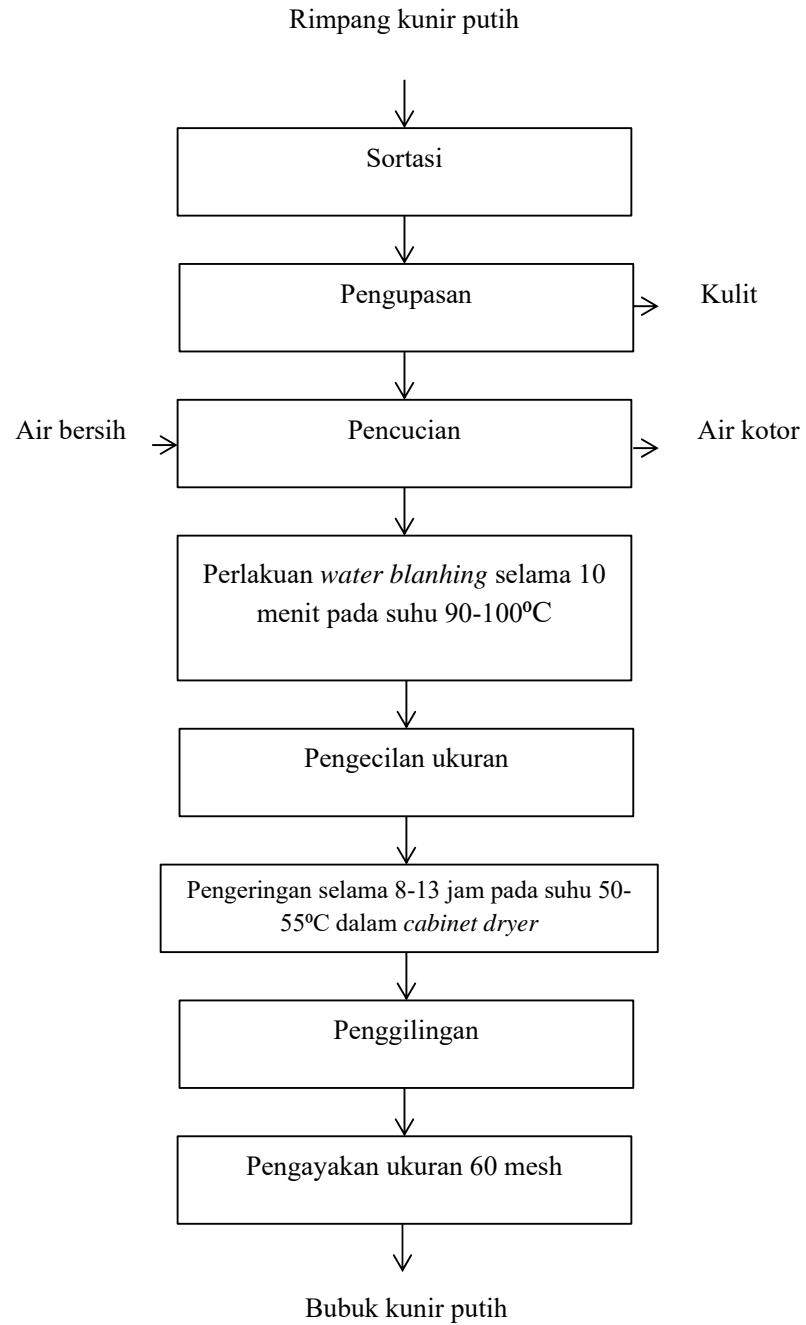 Rimpang kunir putih
Sortasi
Pengupasan
Kulit
Air bersih
Pencucian
Air kotor
Perlakuan water blanhing selama 10
menit pada suhu 90-100⁰C
Pengecilan ukuran
Pengeringan selama 8-13 jam pada suhu 50-
55⁰C dalam cabinet dryer
Penggilingan
Pengayakan ukuran 60 mesh
Bubuk kunir putih